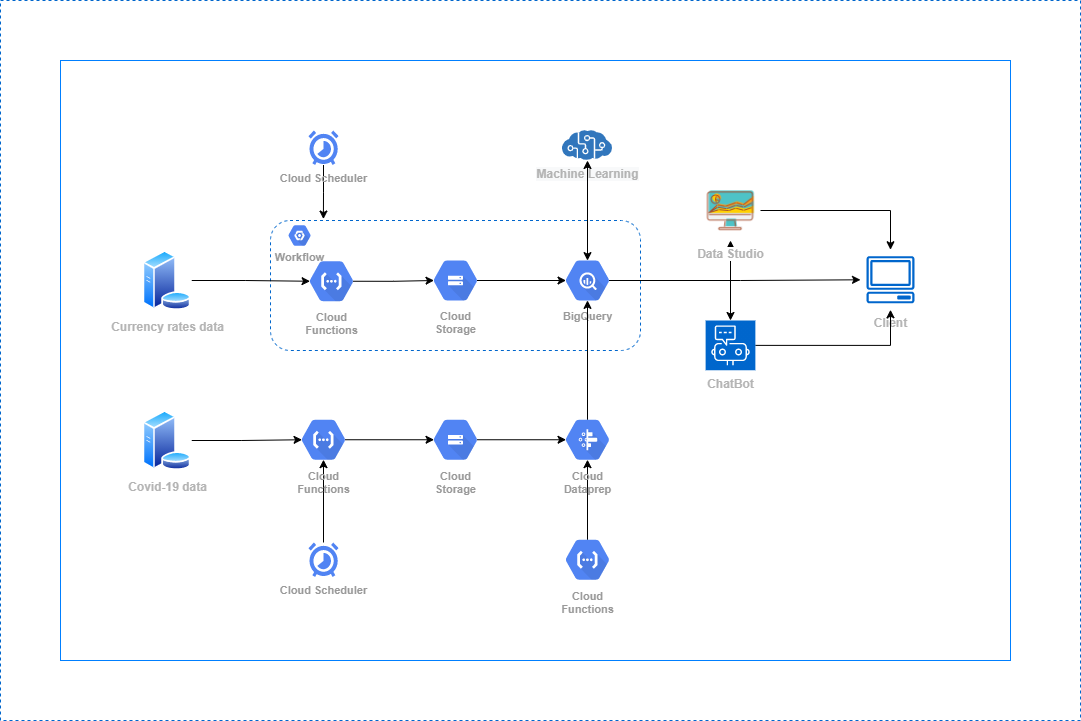 Cloud Scheduler
Machine Learning
Workflow
Data Studio
Currency rates data
Cloud
Functions
Cloud
Storage
BigQuery
Client
ChatBot
Covid-19 data
Cloud
Functions
Cloud
Storage
Cloud
Dataprep
Cloud Scheduler
Cloud
Functions